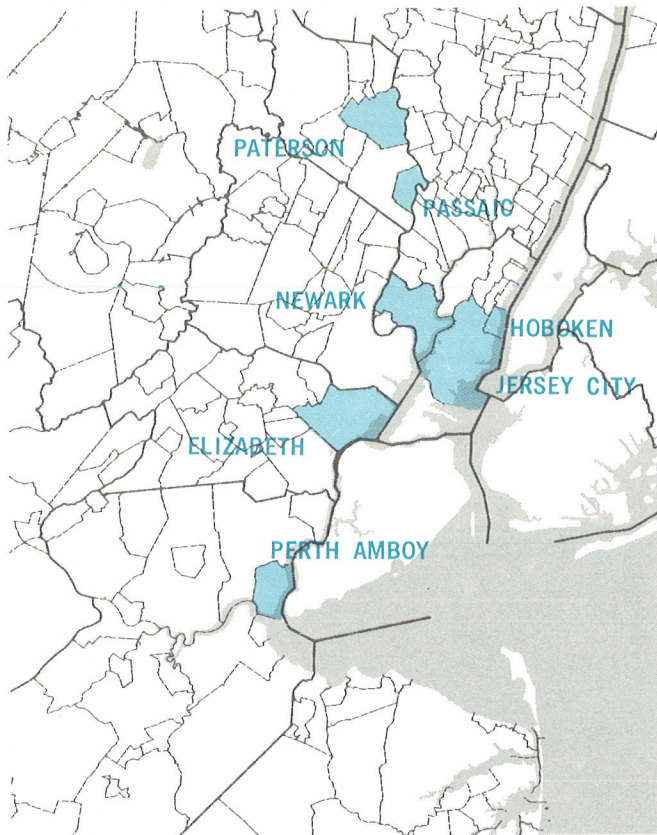 PATERSON
PASSAIC
NEWARK
HOBOKEN
JERSEY CITY
ELIZABETH
PERTH AMBOY